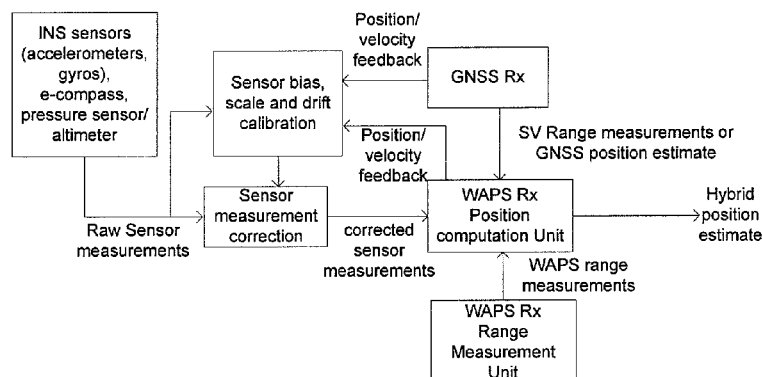 INS sensors
(accelerometers,
gyros),
e-compass,
pressure sensor/
altimeter
Position/
velocity
feedback
Sensor bias,
scale and drift
calibration
GNSS Rx
Position/
velocity
feedback
SV Range measurements or
GNSS position estimate
Raw Sensor
measurements
Sensor
measurement
correction
corrected
sensor
measurements
WAPS Rx
Position
computation Unit
Hybrid
position
estimate
WAPS range
measurements
WAPS Rx
Range
Measurement
Unit